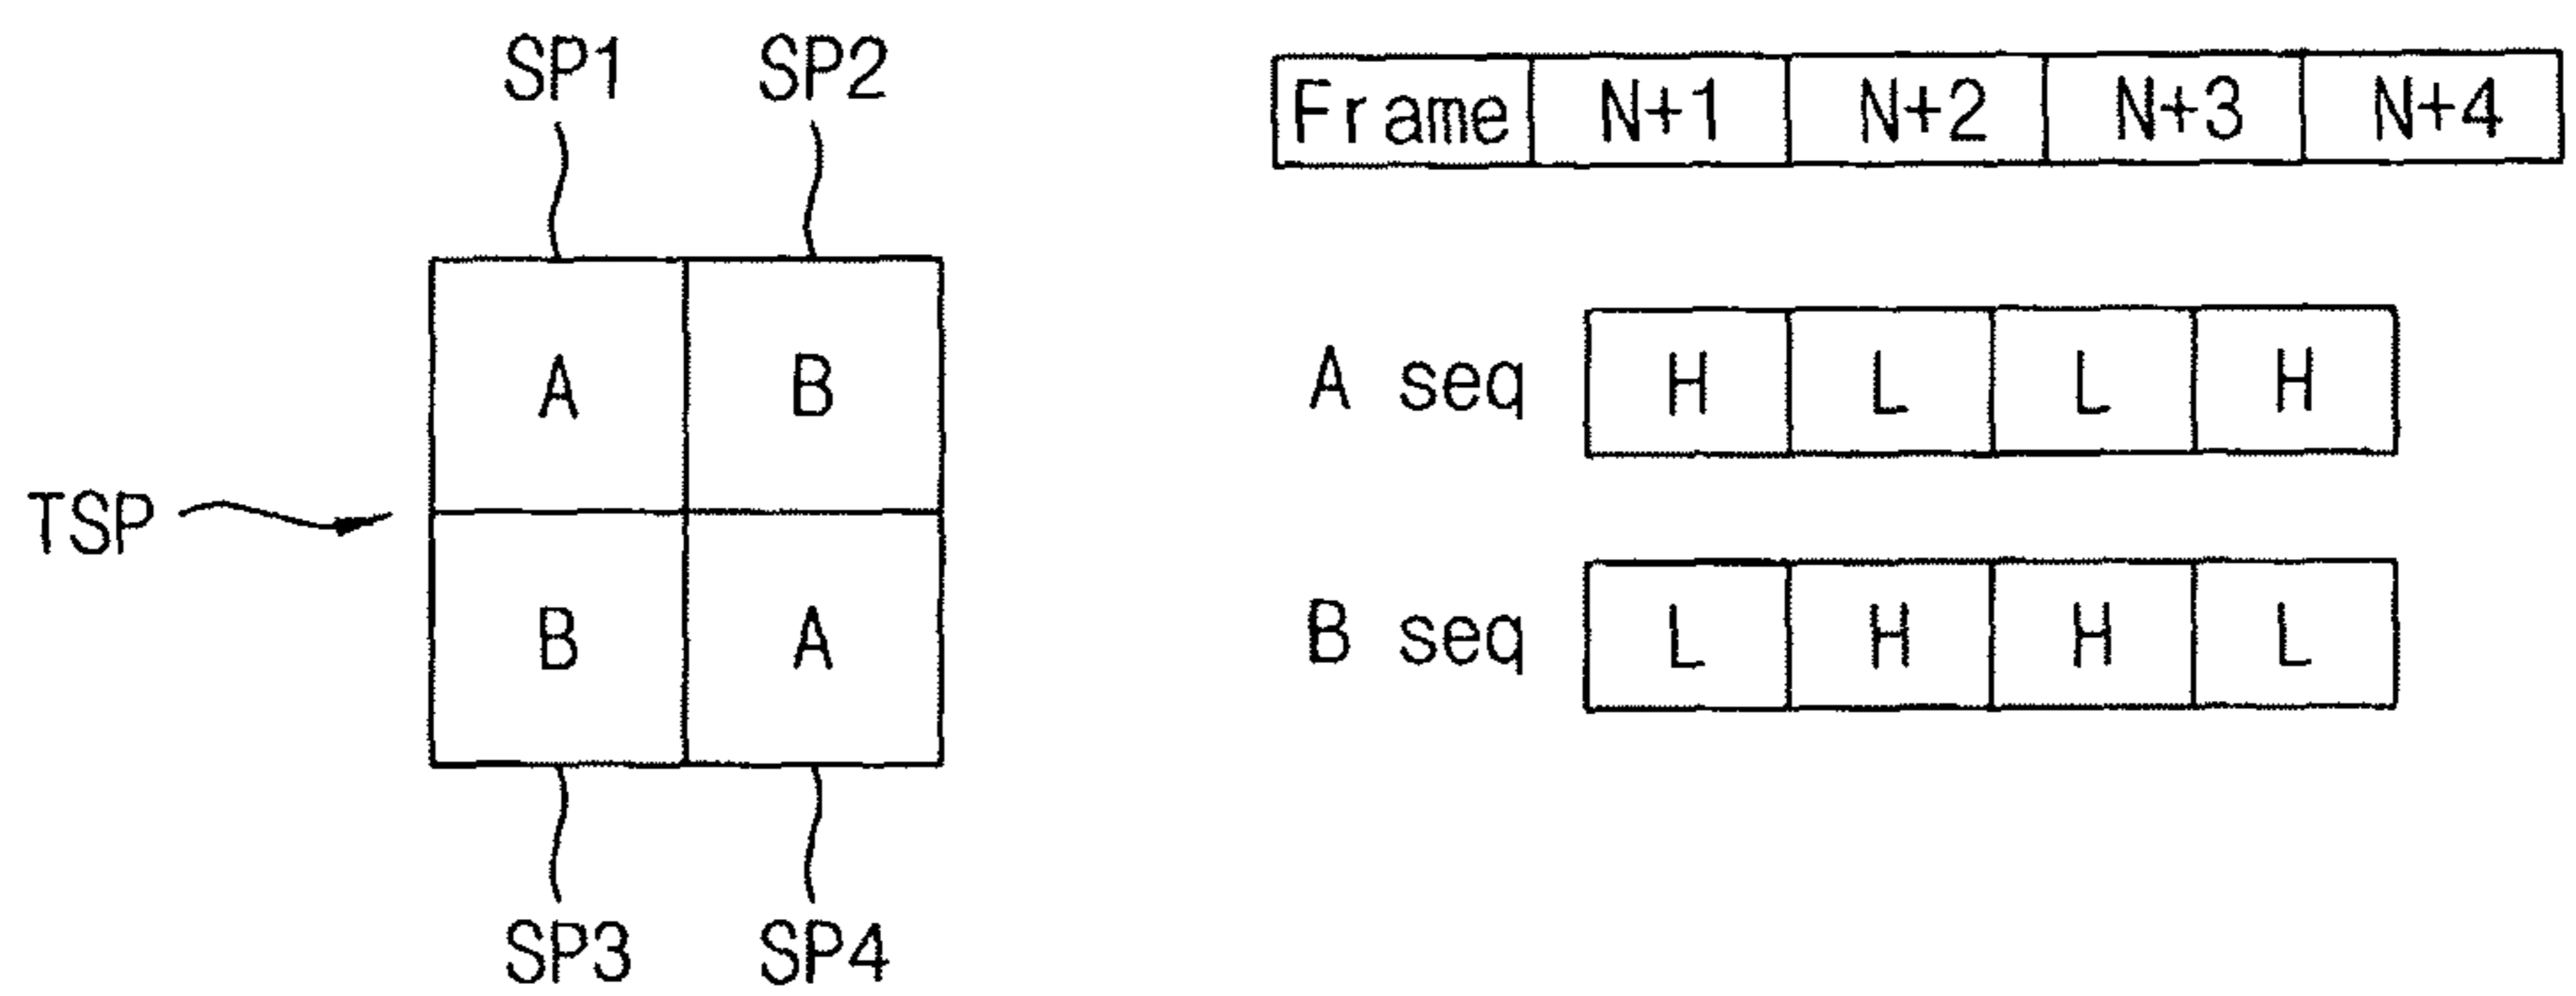 SP1 SP2
Frame N+1 N+2 N+3 N+4
A B
A seq H L L H
TSP
B A
B seq L H H L
SP3 SP4